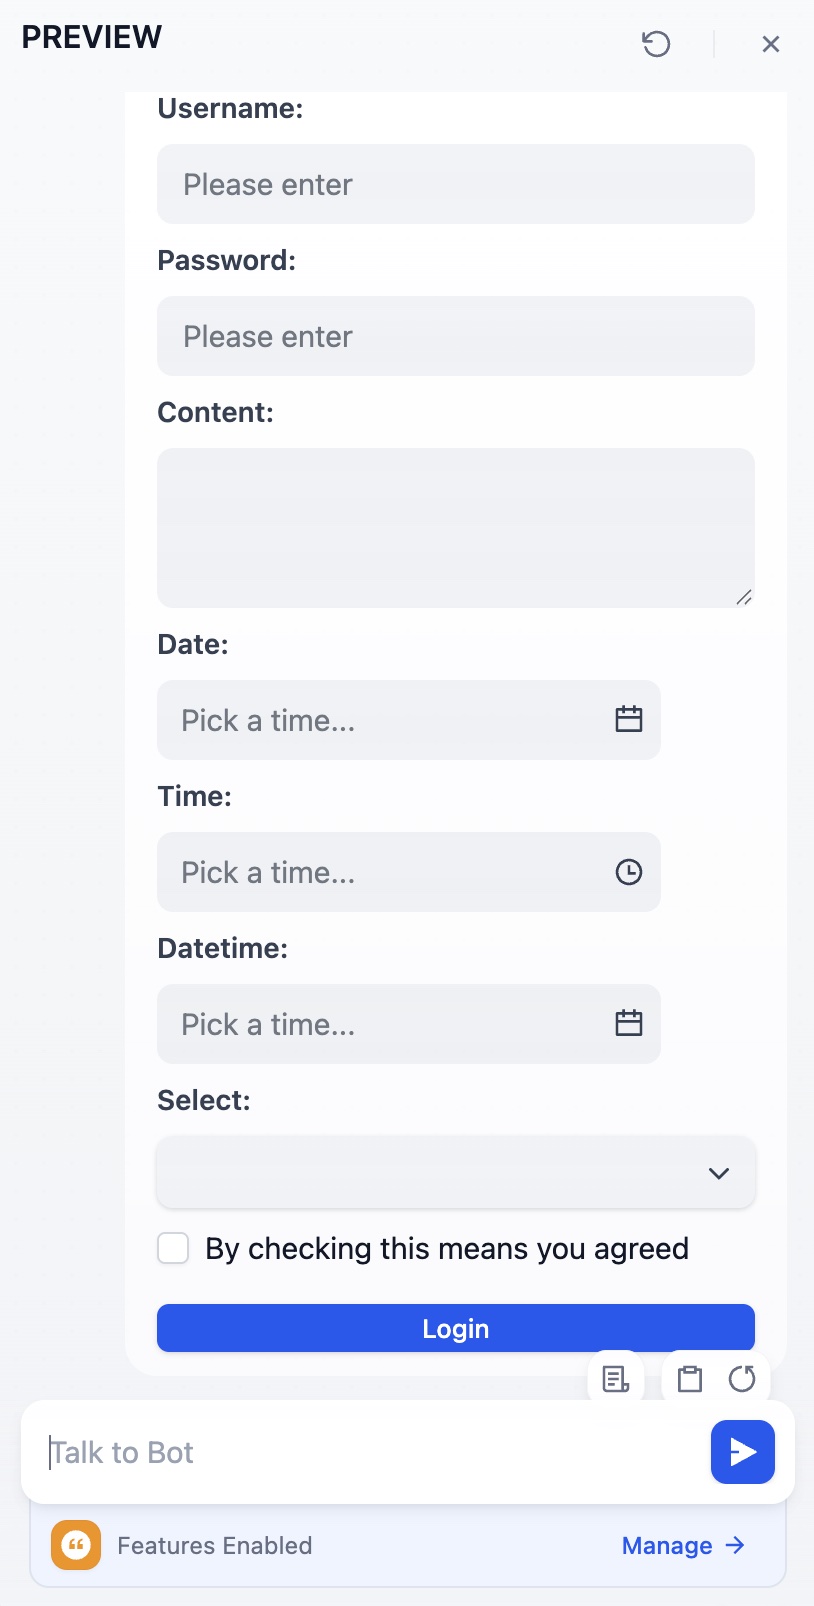 PREVIEW
Username:
Please enter
Password:
Please enter
Content:
Date:
Pick a time...
Time:
Pick a time...
Datetime:
Pick a time...
Select:
By checking this means you agreed
Login
Talk to Bot
Features Enabled
Manage →